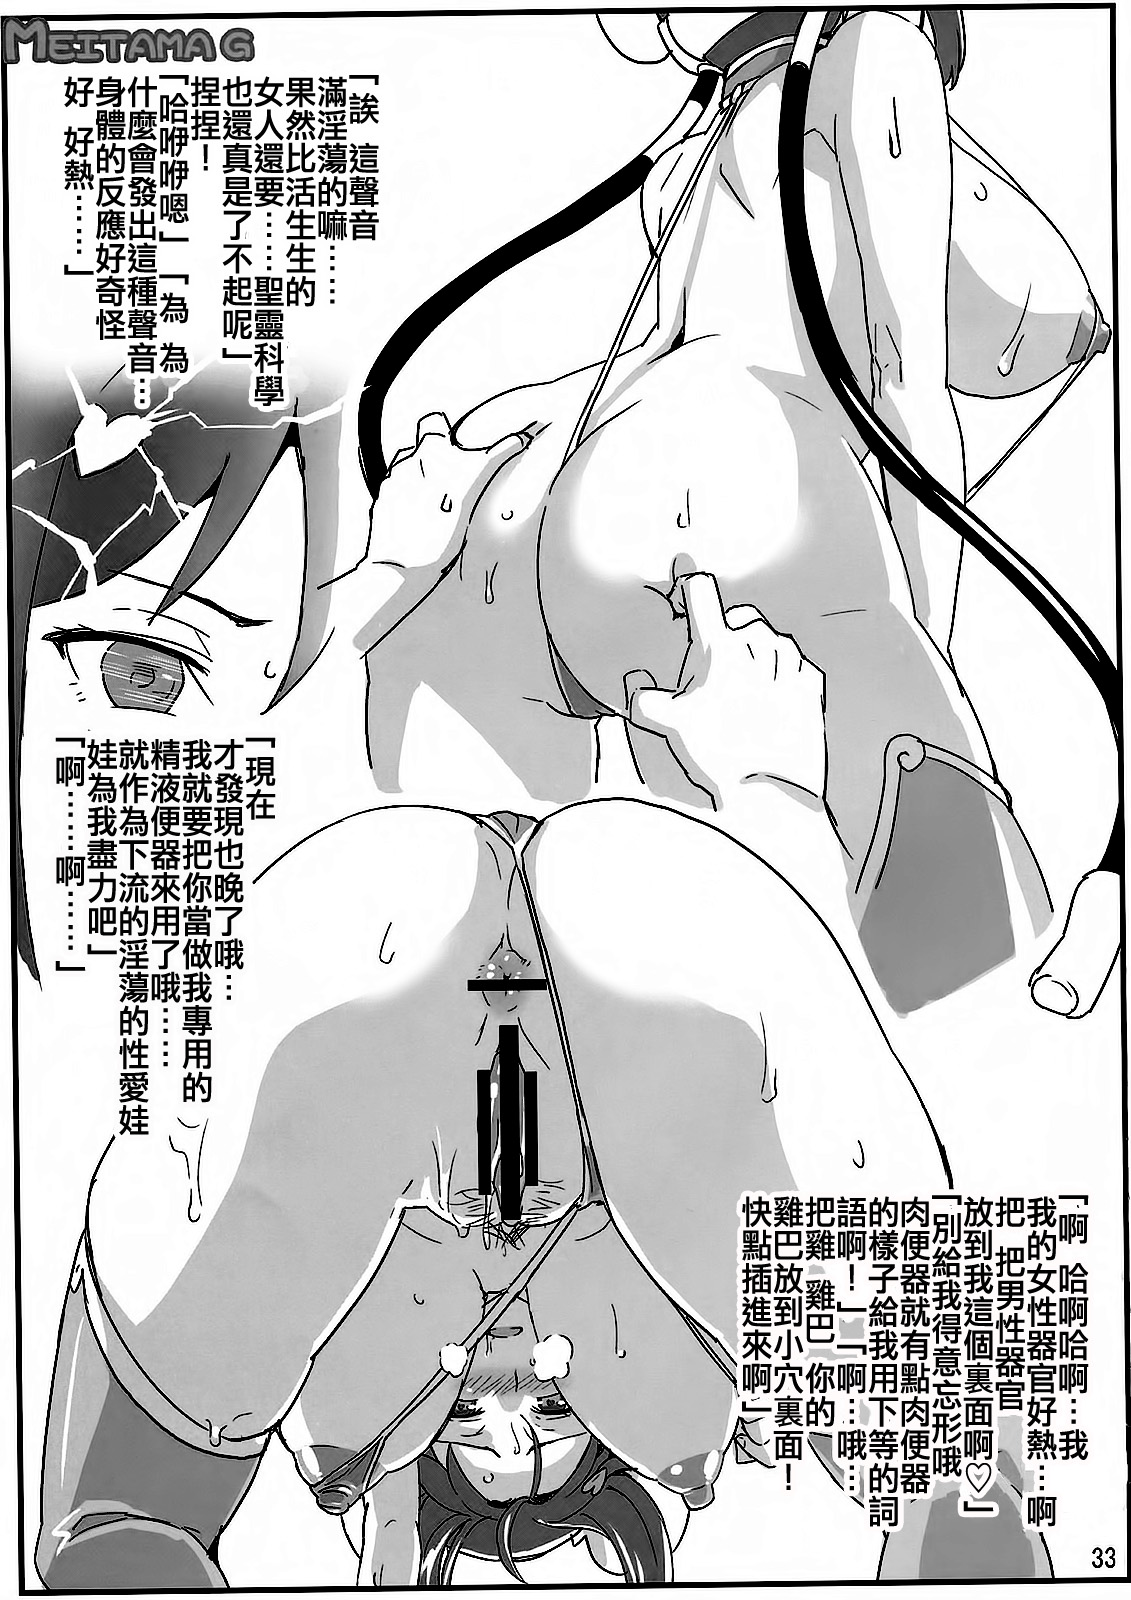 MEITAMA G
「誒 這聲音
滿淫蕩的嘛……
果然比活生生的
女人還要……聖靈科學
也還真是了不起呢」
捏捏！
「哈咿咿嗯」「為 為
什麼會發出這種聲音…
身體的反應好奇怪
好 好熱……」
「現在
才發現也晚了哦…
我就要把你當做我專用的
精液便器來用了哦……
就作為下流的淫蕩的性愛娃
娃為我盡力吧」
「啊……啊……」
「啊 哈啊哈啊…我
我的女性器官好熱…啊
把 把男性器官
放到我這個裏面啊♡」
「別給我得意忘形哦
肉便器就有點肉便器
的樣子給我用下等的詞
語啊！」「啊…哦…
把雞 雞巴 你的
雞巴放到小穴裏面！
快點插進來啊」
33